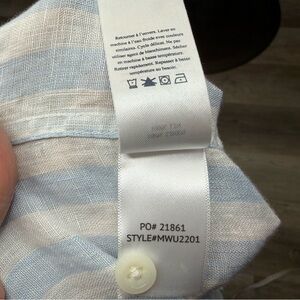 Retourner à l'envers. Laver en
machine à l'eau froide avec couleurs
similaires. Cycle délicat. Ne pas
utiliser agent de blanchiment. Sécher
en machine à basse température.
Retirer rapidement. Repasser à basse
température au besoin.
PO# 21861
STYLE#MWU2201